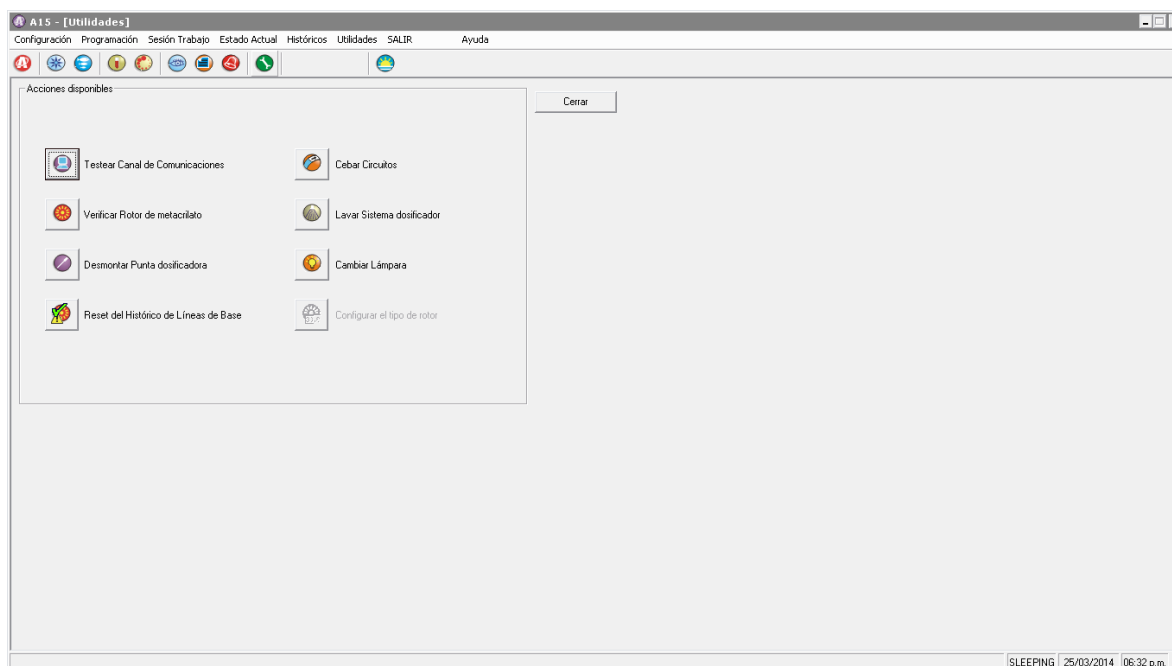 A15 - [Utilidades]
Configuración Programación Sesión Trabajo Estado Actual Históricos Utilidades SALIR Ayuda
Acciones disponibles
Cerrar
Testear Canal de Comunicaciones
Cebar Circuitos
Verificar Rotor de metacrilato
Lavar Sistema dosificador
Desmontar Punta dosificadora
Cambiar Lámpara
Reset del Histórico de Líneas de Base
Configurar el tipo de rotor
SLEEPING 25/03/2014 06:32 p.m.